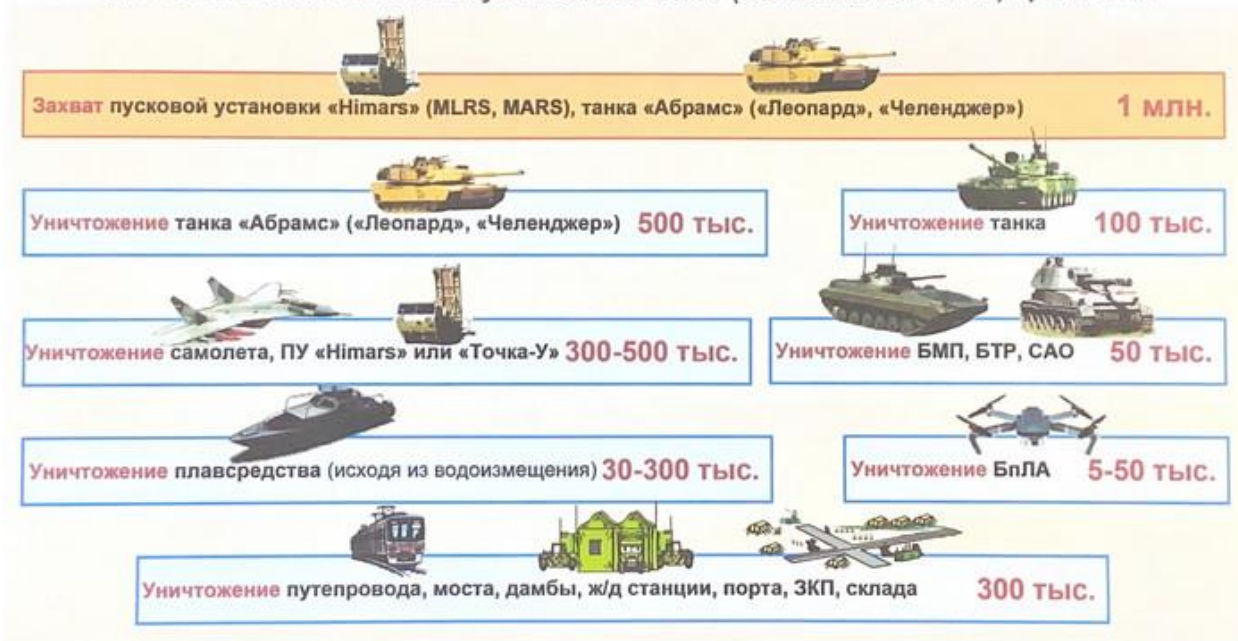 Захват пусковой установки «Himars» (MLRS, MARS), танка «Абрамс» («Леопард», «Челенджер») 1 млн.
Уничтожение танка «Абрамс» («Леопард», «Челенджер») 500 тыс.
Уничтожение танка 100 тыс.
Уничтожение самолета, ПУ «Himars» или «Точка-У» 300-500 тыс.
Уничтожение БМП, БТР, САО 50 тыс.
Уничтожение плавсредства (исходя из водоизмещения) 30-300 тыс.
Уничтожение БпЛА 5-50 тыс.
Уничтожение путепровода, моста, дамбы, ж/д станции, порта, ЗКП, склада 300 тыс.